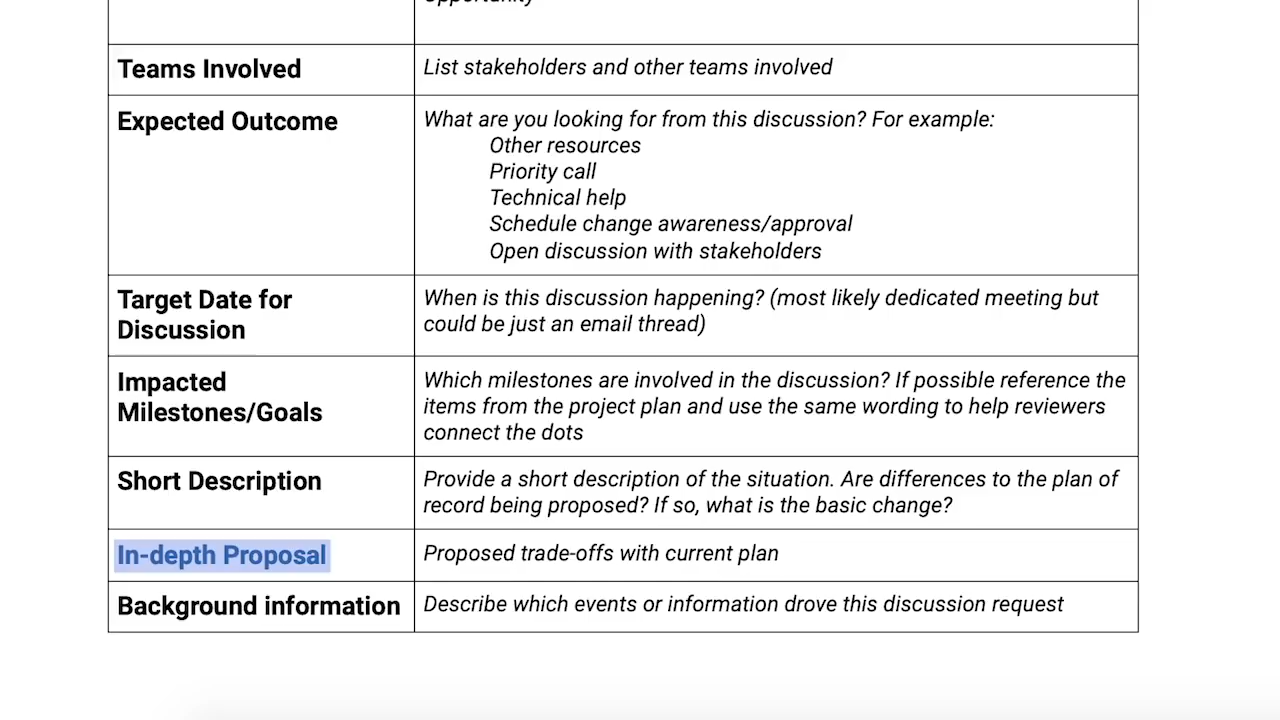 Teams Involved
List stakeholders and other teams involved
Expected Outcome
What are you looking for from this discussion? For example:
Other resources
Priority call
Technical help
Schedule change awareness/approval
Open discussion with stakeholders
Target Date for
Discussion
When is this discussion happening? (most likely dedicated meeting but
could be just an email thread)
Impacted
Milestones/Goals
Which milestones are involved in the discussion? If possible reference the
items from the project plan and use the same wording to help reviewers
connect the dots
Short Description
Provide a short description of the situation. Are differences to the plan of
record being proposed? If so, what is the basic change?
In-depth Proposal
Proposed trade-offs with current plan
Background information
Describe which events or information drove this discussion request